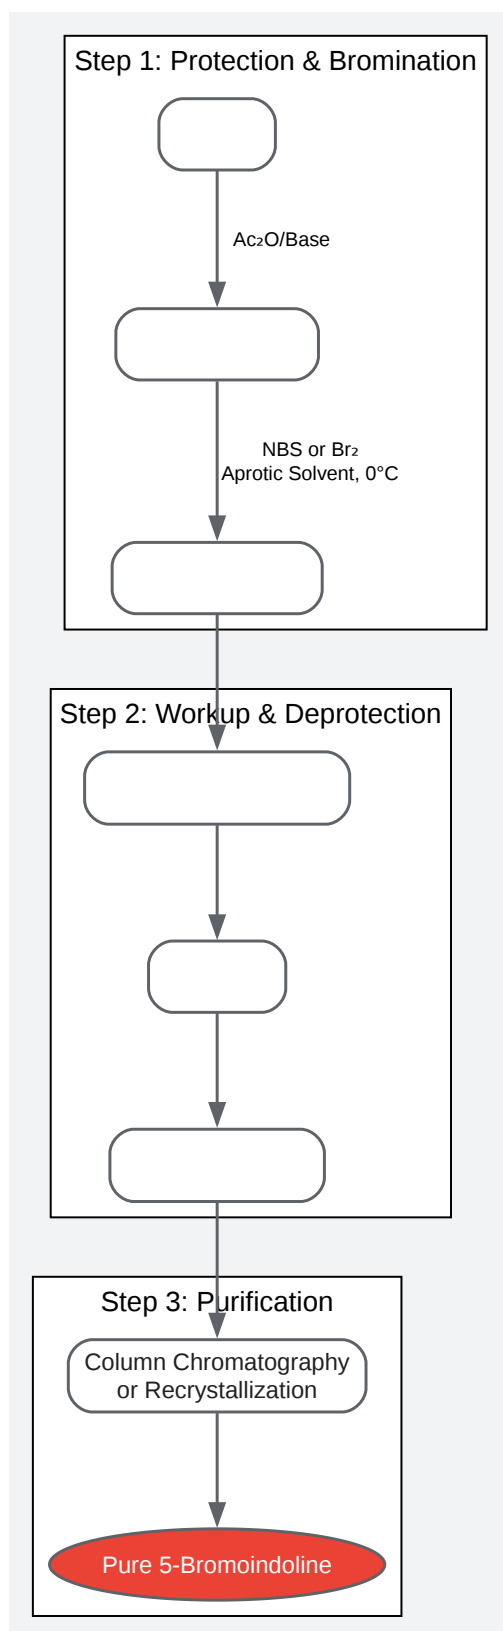 Step 1: Protection & Bromination
Ac₂O/Base
NBS or Br₂
Aprotic Solvent, 0°C
Step 2: Workup & Deprotection
Step 3: Purification
Column Chromatography
or Recrystallization
Pure 5-Bromoindoline